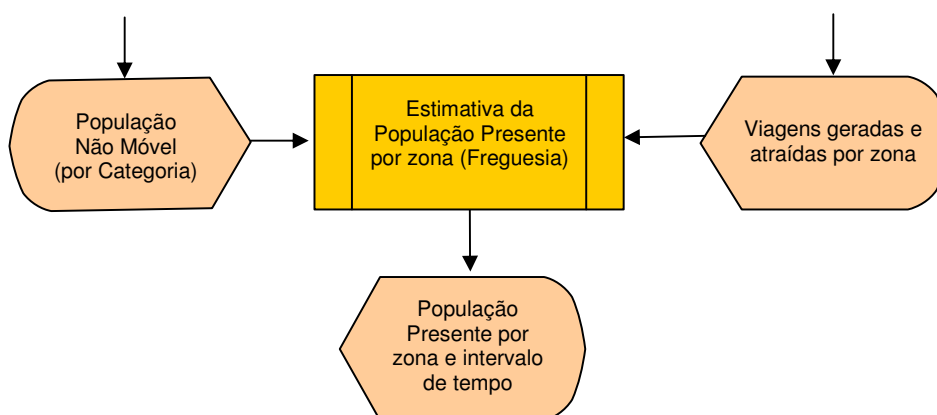 População
Não Móvel
(por Categoria)
Estimativa da
População Presente
por zona (Freguesia)
Viagens geradas e
atraídas por zona
População
Presente por
zona e intervalo
de tempo